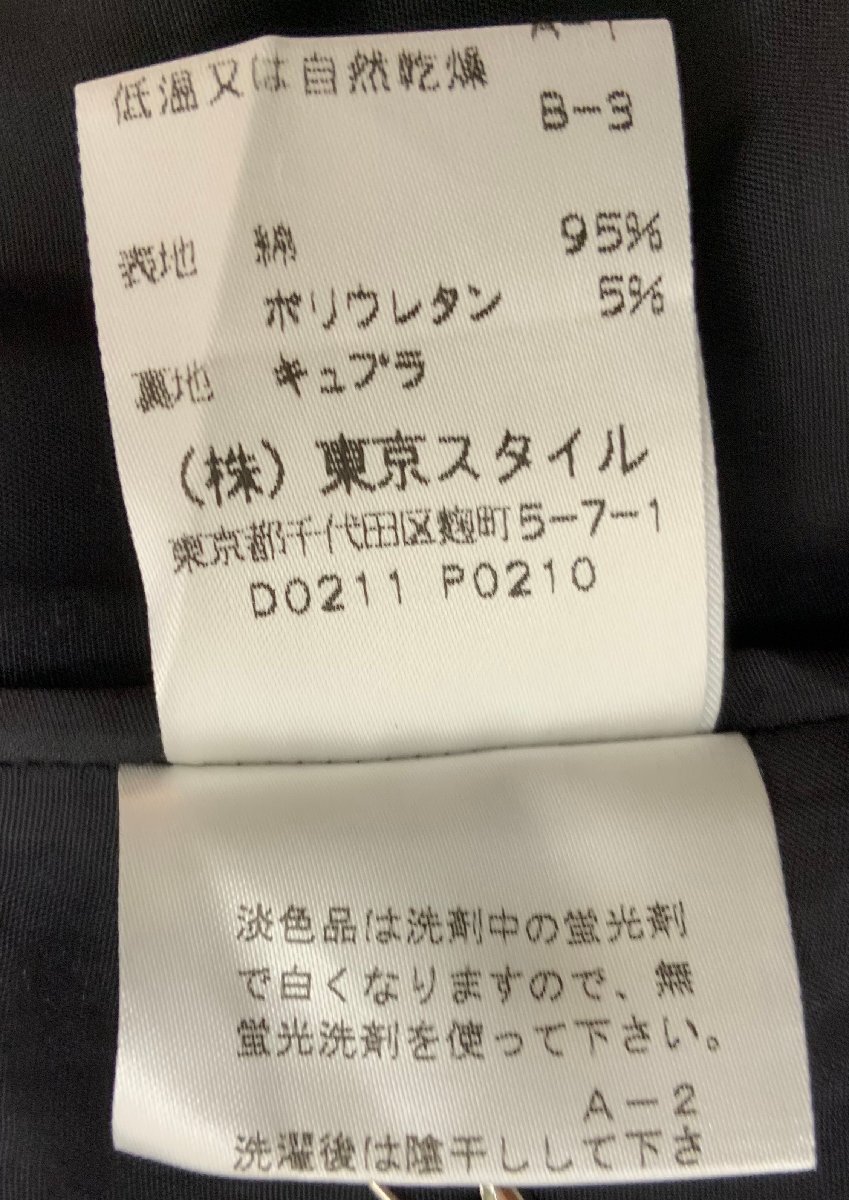 低温又は自然乾燥
B-3
表地 綿 95%
ポリウレタン 5%
裏地 キュプラ
(株)東京スタイル
東京都千代田区麹町5-7-1
D0211 P0210
淡色品は洗剤中の蛍光剤
で白くなりますので、無
蛍光洗剤を使って下さい。
A-2
洗濯後は陰干しして下さ